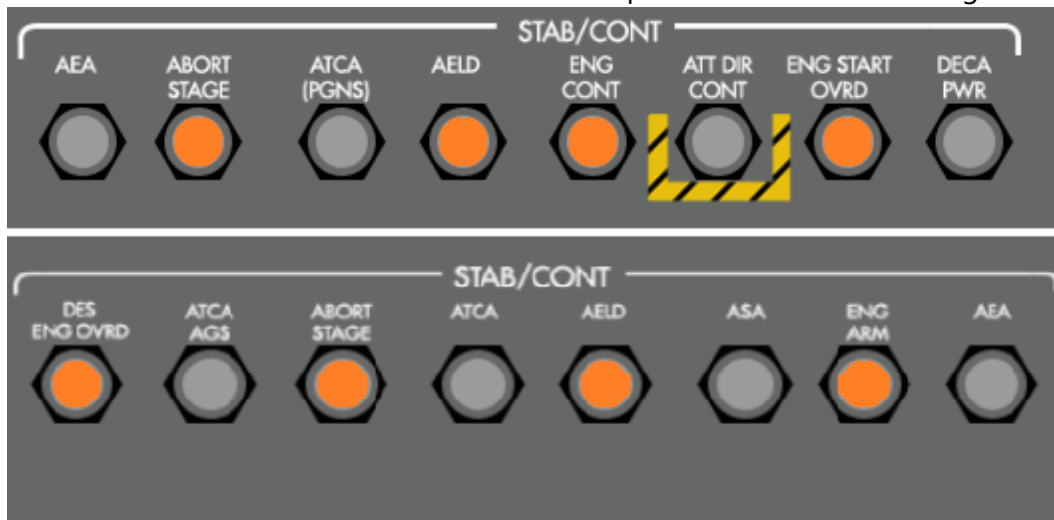 STAB/CONT
AEA
ABORT
STAGE
ATCA
(PGNS)
AELD
ENG
CONT
ATT DIR
CONT
ENG START
OVRD
DECA
PWR
STAB/CONT
DES
ENG OVRD
ATCA
AGS
ABORT
STAGE
ATCA
AELD
ASA
ENG
ARM
AEA